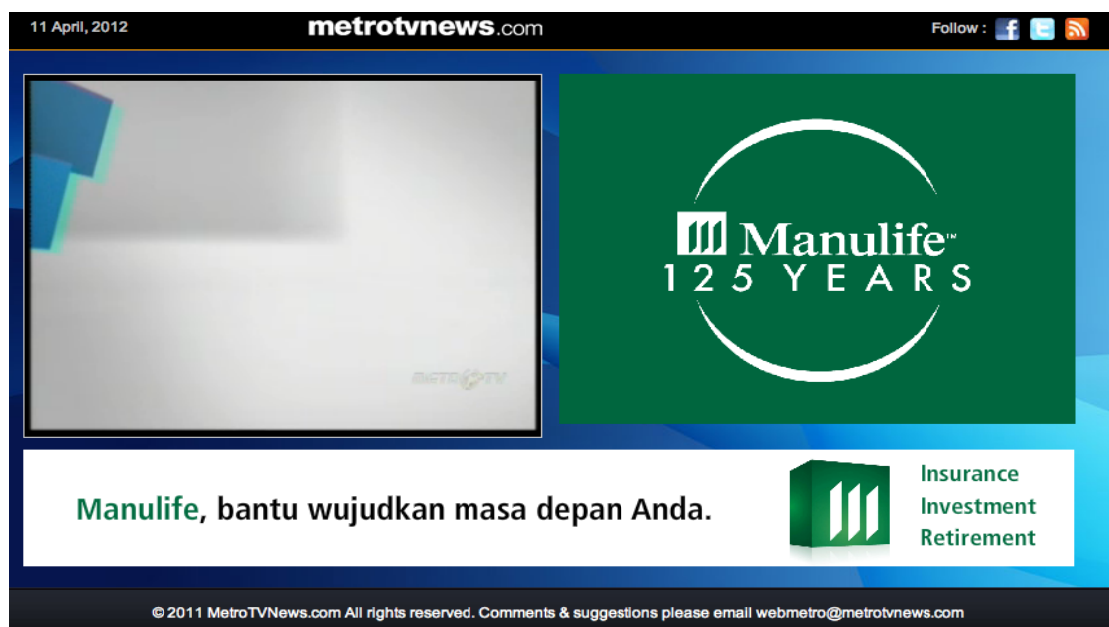 11 April, 2012
metrotvnews.com
Follow :
METRO TV
Manulife™
125 YEARS
Manulife, bantu wujudkan masa depan Anda.
Insurance
Investment
Retirement
© 2011 MetroTVNews.com All rights reserved. Comments & suggestions please email webmetro@metrotvnews.com